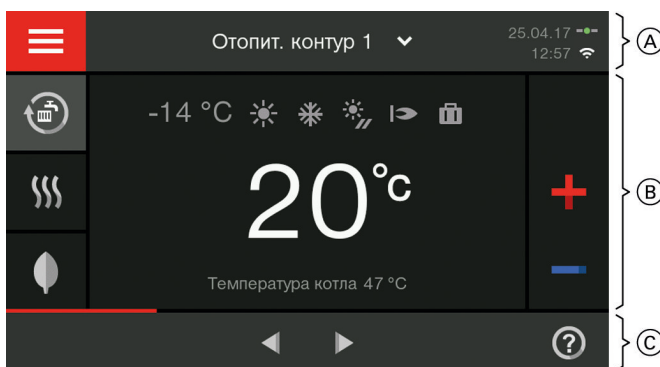 Отопит. контур 1
25.04.17
12:57
A
-14 °C
20°C
B
Температура котла 47 °C
?
C